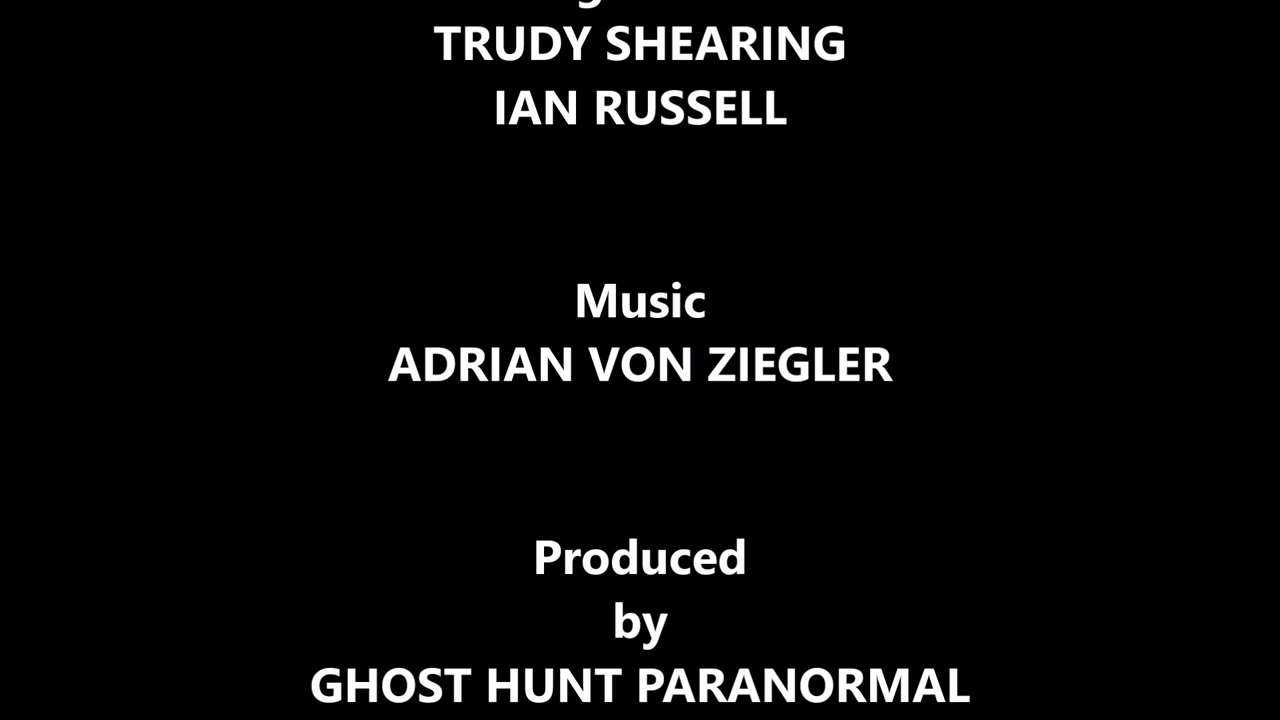 TRUDY SHEARING
IAN RUSSELL
Music
ADRIAN VON ZIEGLER
Produced
by
GHOST HUNT PARANORMAL